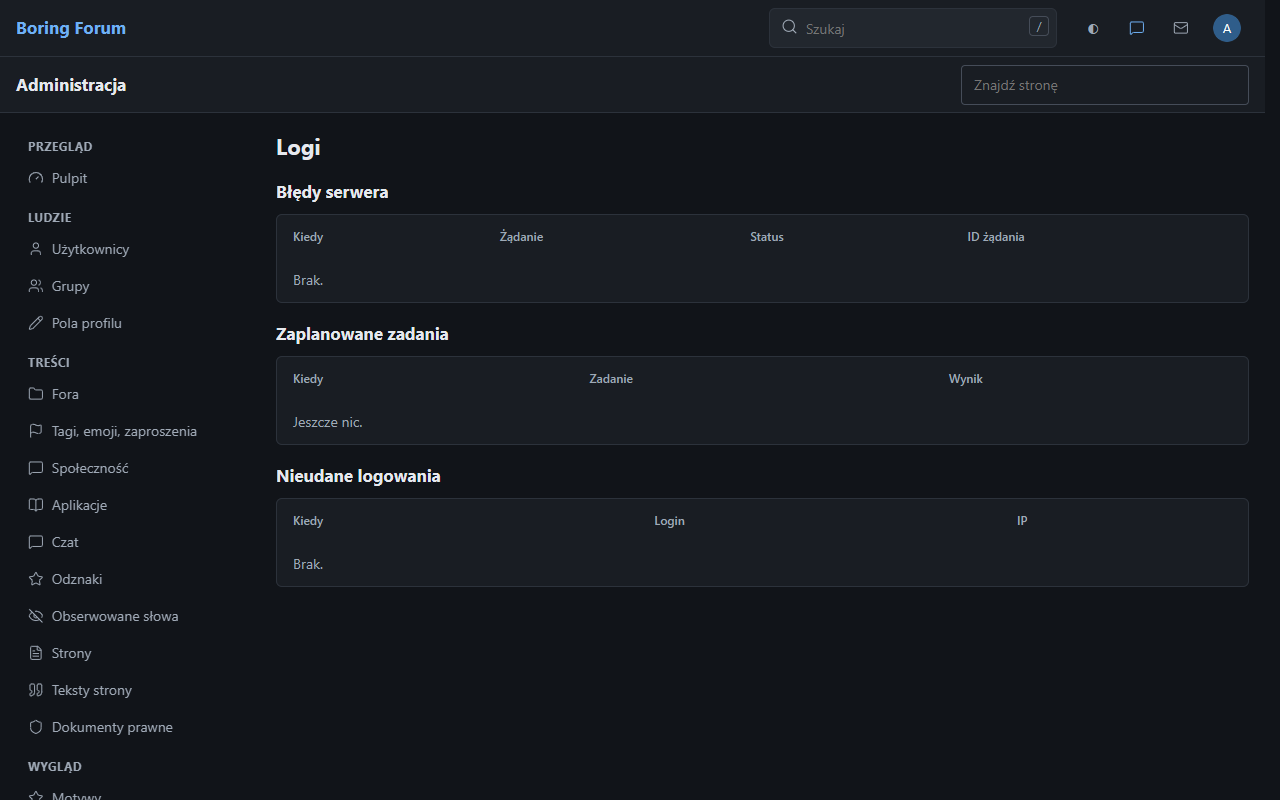 Boring Forum
Szukaj
/
A
Administracja
Znajdź stronę
PRZEGLĄD
Pulpit
LUDZIE
Użytkownicy
Grupy
Pola profilu
TREŚCI
Fora
Tagi, emoji, zaproszenia
Społeczność
Aplikacje
Czat
Odznaki
Obserwowane słowa
Strony
Teksty strony
Dokumenty prawne
WYGLĄD
Motywy
Logi
Błędy serwera
Kiedy Żądanie Status ID żądania
Brak.
Zaplanowane zadania
Kiedy Zadanie Wynik
Jeszcze nic.
Nieudane logowania
Kiedy Login IP
Brak.